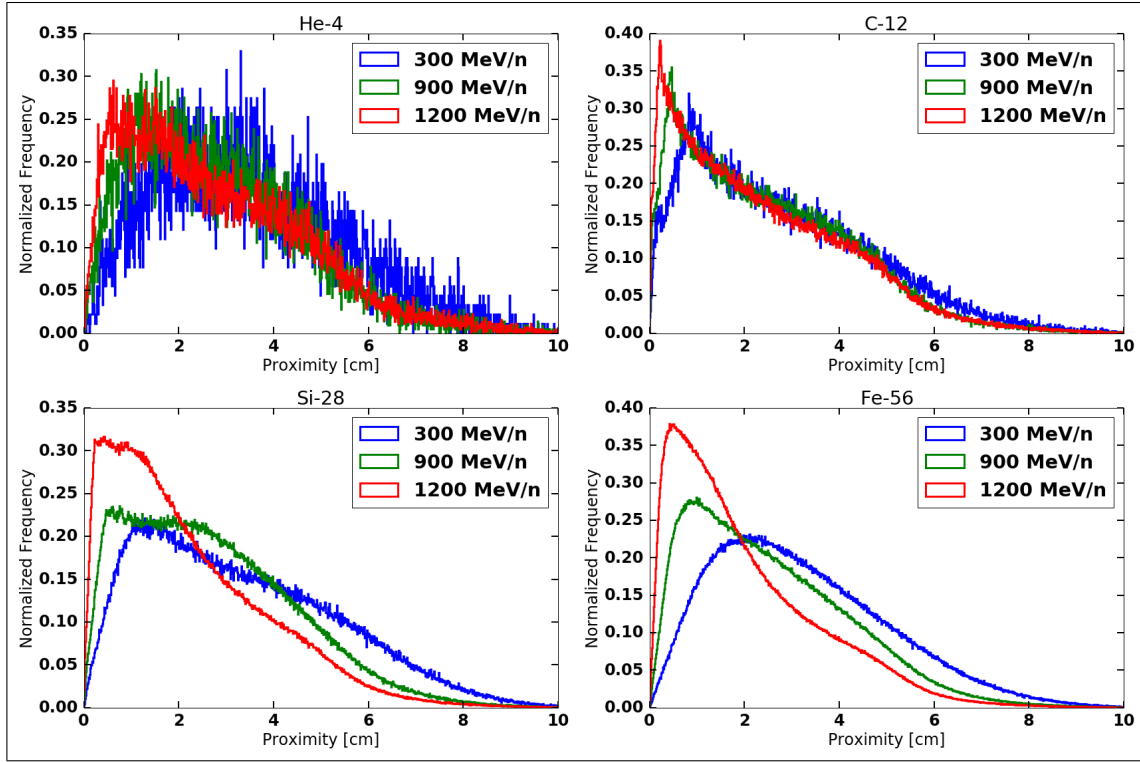 He-4
0.35
0.30
0.25
0.20
0.15
0.10
0.05
0.00
Normalized Frequency
300 MeV/n
900 MeV/n
1200 MeV/n
0 2 4 6 8 10
Proximity [cm]
C-12
0.40
0.35
0.30
0.25
0.20
0.15
0.10
0.05
0.00
Normalized Frequency
300 MeV/n
900 MeV/n
1200 MeV/n
0 2 4 6 8 10
Proximity [cm]
Si-28
0.35
0.30
0.25
0.20
0.15
0.10
0.05
0.00
Normalized Frequency
300 MeV/n
900 MeV/n
1200 MeV/n
0 2 4 6 8 10
Proximity [cm]
Fe-56
0.40
0.35
0.30
0.25
0.20
0.15
0.10
0.05
0.00
Normalized Frequency
300 MeV/n
900 MeV/n
1200 MeV/n
0 2 4 6 8 10
Proximity [cm]